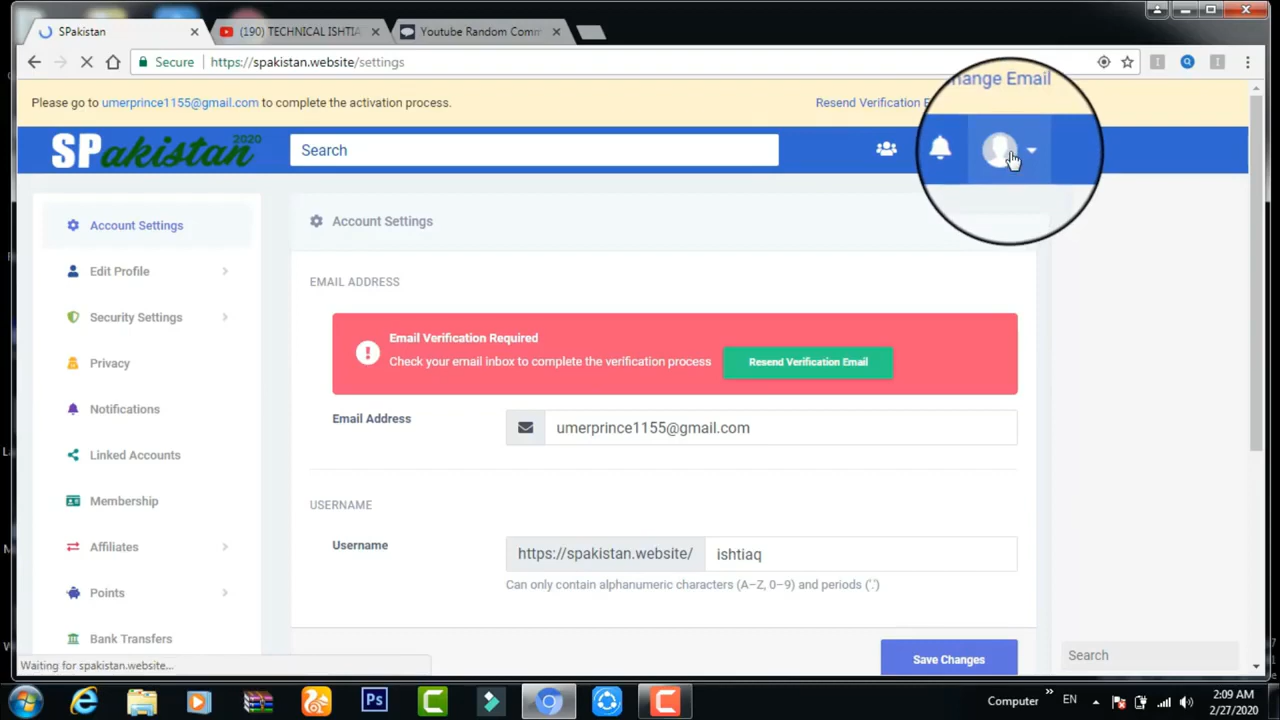 SPakistan
(190) TECHNICAL ISHTIA
Youtube Random Comm
Secure
https://spakistan.website/settings
Please go to umerprince1155@gmail.com to complete the activation process.
Resend Verification E
hange Email
SPakistan 2020
Search
Account Settings
Edit Profile
Security Settings
Privacy
Notifications
Linked Accounts
Membership
Affiliates
Points
Bank Transfers
Account Settings
EMAIL ADDRESS
Email Verification Required
Check your email inbox to complete the verification process
Resend Verification Email
Email Address
umerprince1155@gmail.com
USERNAME
Username
https://spakistan.website/
ishtiaq
Can only contain alphanumeric characters (A–Z, 0–9) and periods ('.')
Save Changes
Search
Waiting for spakistan.website...
Ps
Computer
EN
2:09 AM
2/27/2020